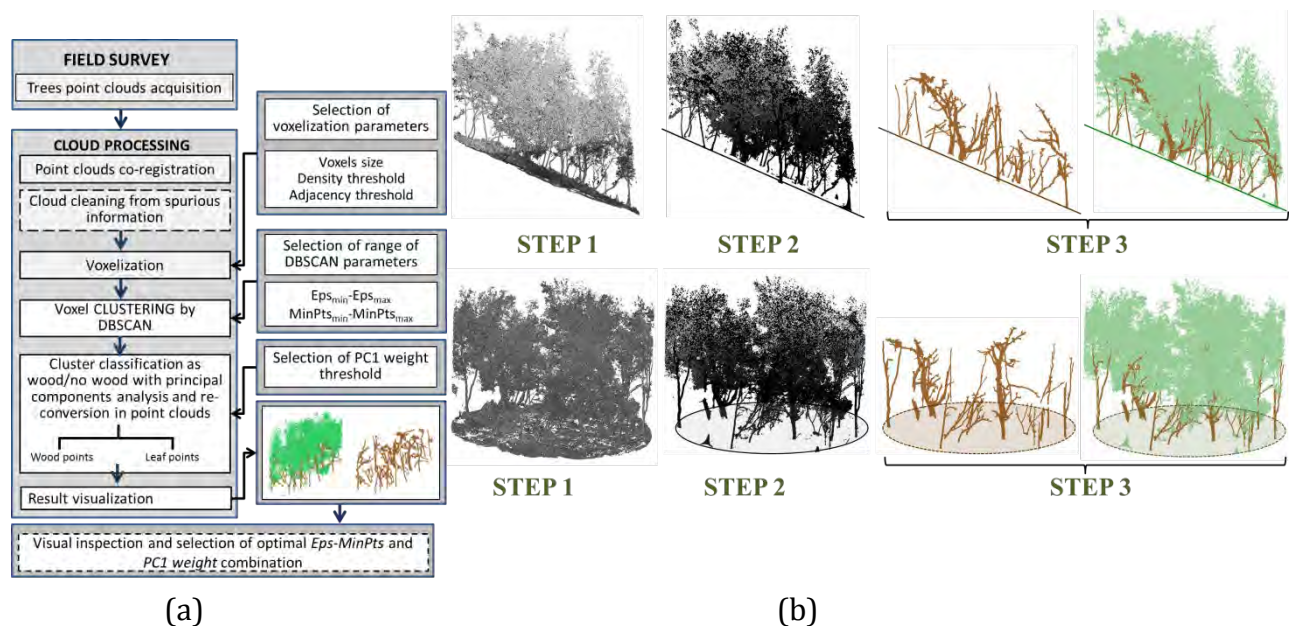 FIELD SURVEY
Trees point clouds acquisition
CLOUD PROCESSING
Point clouds co-registration
Cloud cleaning from spurious
information
Voxelization
Voxel CLUSTERING by
DBSCAN
Cluster classification as
wood/no wood with principal
components analysis and re-
conversion in point clouds
Wood points
Leaf points
Result visualization
Selection of
voxelization parameters
Voxels size
Density threshold
Adjacency threshold
Selection of range of
DBSCAN parameters
Epsmin-Epsmax
MinPtsmin-MinPtsmax
Selection of PC1 weight
threshold
Visual inspection and selection of optimal Eps-MinPts and
PC1 weight combination
(a)
STEP 1
STEP 2
STEP 3
STEP 1
STEP 2
STEP 3
(b)